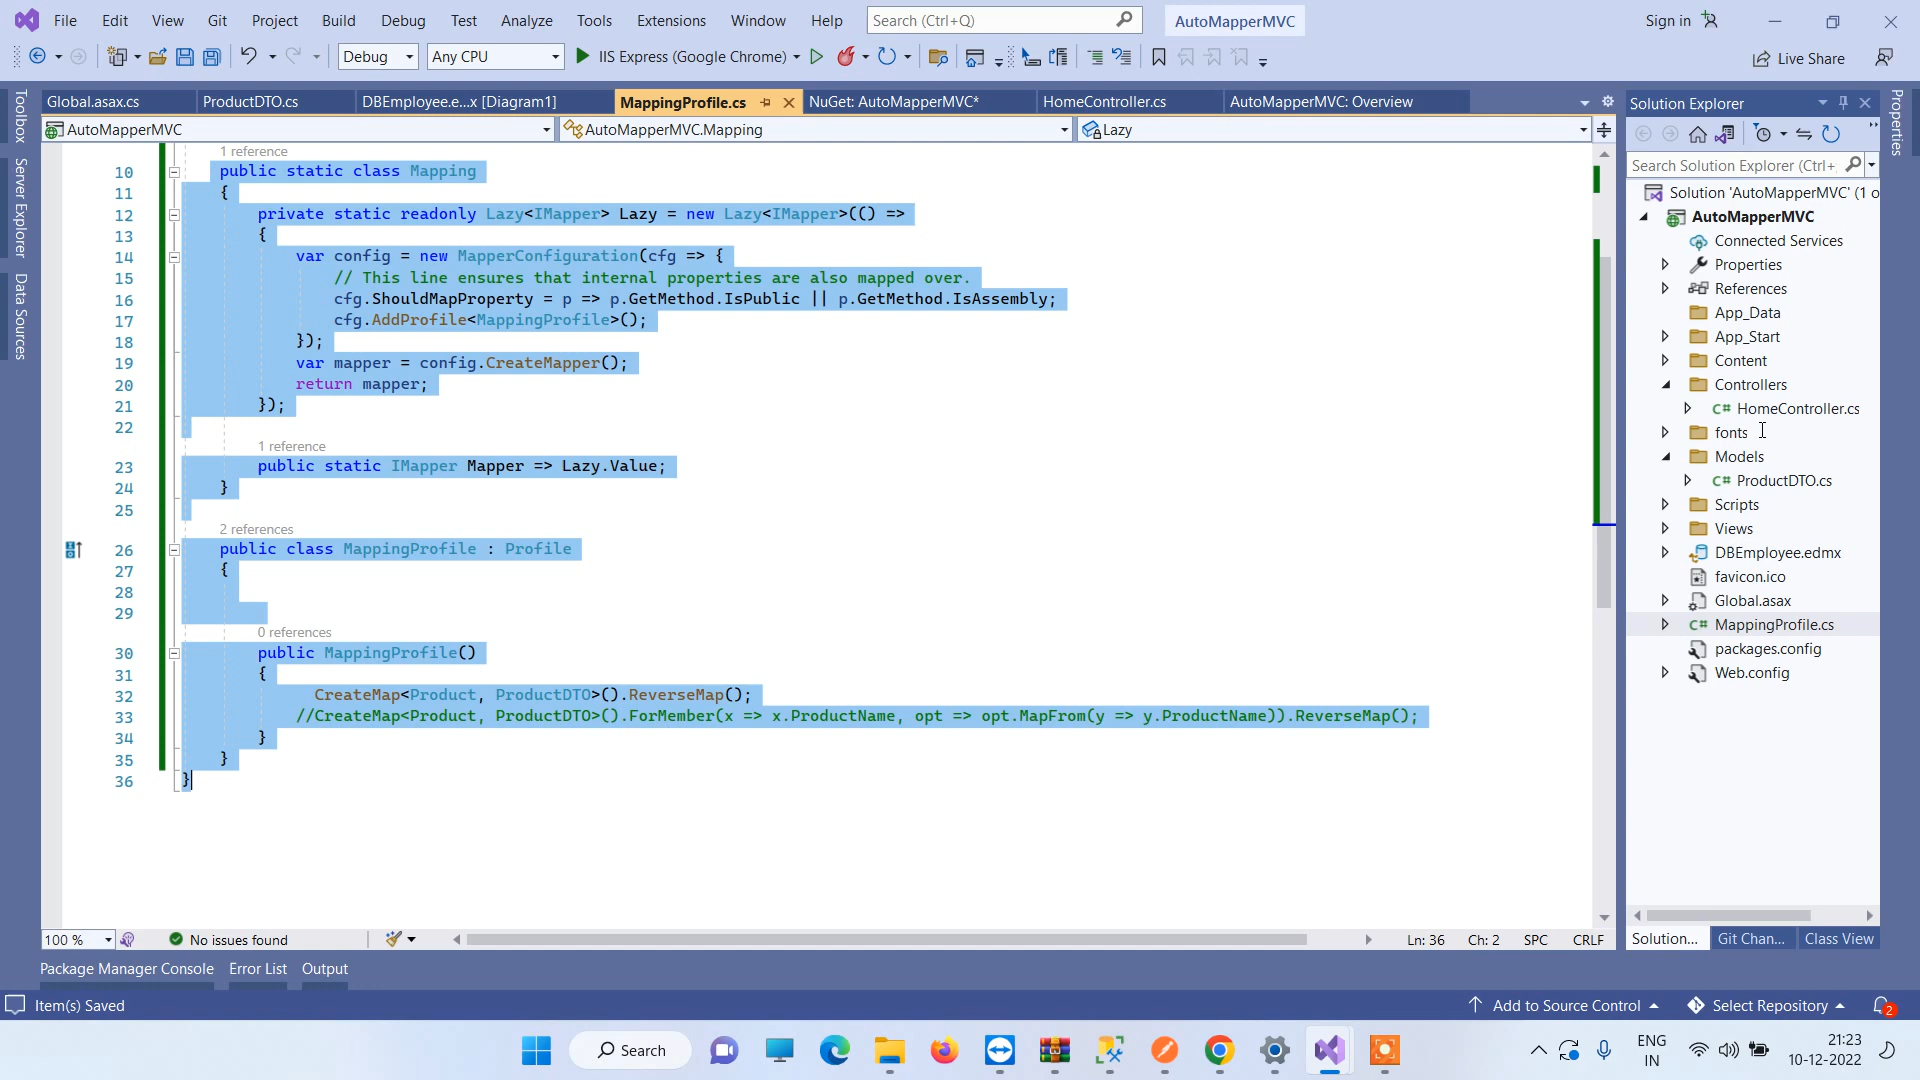 File Edit View Git Project Build Debug Test Analyze Tools Extensions Window Help Search (Ctrl+Q) AutoMapperMVC Sign in
Debug Any CPU IIS Express (Google Chrome) Live Share
Global.asax.cs ProductDTO.cs DBEmployee.e...x [Diagram1] MappingProfile.cs NuGet: AutoMapperMVC* HomeController.cs AutoMapperMVC: Overview
AutoMapperMVC AutoMapperMVC.Mapping Lazy
Toolbox
Server Explorer
Data Sources
1 reference
10 public static class Mapping
11 {
12 private static readonly Lazy<IMapper> Lazy = new Lazy<IMapper>(() =>
13 {
14 var config = new MapperConfiguration(cfg => {
15 // This line ensures that internal properties are also mapped over.
16 cfg.ShouldMapProperty = p => p.GetMethod.IsPublic || p.GetMethod.IsAssembly;
17 cfg.AddProfile<MappingProfile>();
18 });
19 var mapper = config.CreateMapper();
20 return mapper;
21 });
22
1 reference
23 public static IMapper Mapper => Lazy.Value;
24 }
25
2 references
26 public class MappingProfile : Profile
27 {
28
29
0 references
30 public MappingProfile()
31 {
32 CreateMap<Product, ProductDTO>().ReverseMap();
33 //CreateMap<Product, ProductDTO>().ForMember(x => x.ProductName, opt => opt.MapFrom(y => y.ProductName)).ReverseMap();
34 }
35 }
36 }
100 % No issues found Ln: 36 Ch: 2 SPC CRLF
Solution Explorer
Search Solution Explorer (Ctrl+
Solution 'AutoMapperMVC' (1 o
AutoMapperMVC
Connected Services
Properties
References
App_Data
App_Start
Content
Controllers
C# HomeController.cs
fonts
Models
C# ProductDTO.cs
Scripts
Views
DBEmployee.edmx
favicon.ico
Global.asax
C# MappingProfile.cs
packages.config
Web.config
Solution... Git Chan... Class View
Properties
Package Manager Console Error List Output
Item(s) Saved Add to Source Control Select Repository 2
Search ENG
IN 21:23
10-12-2022